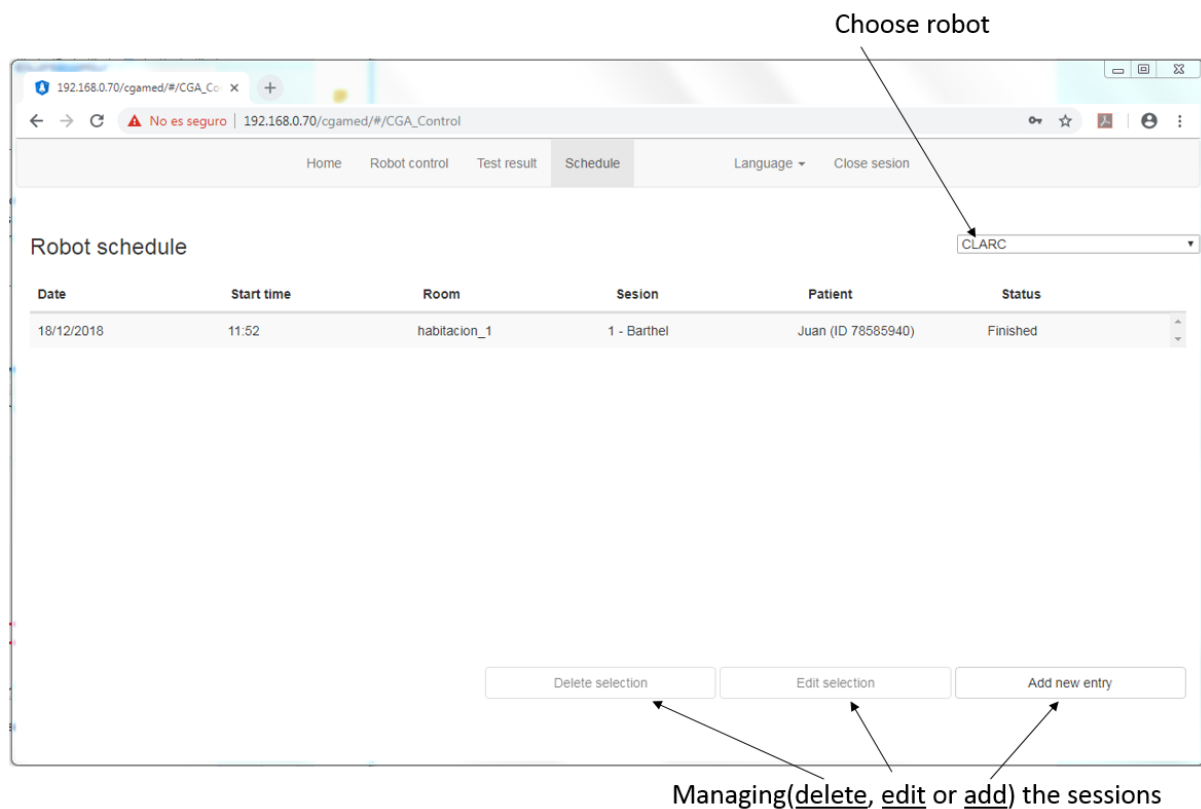 Choose robot
192.168.0.70/cgamed/#/CGA_Co
No es seguro | 192.168.0.70/cgamed/#/CGA_Control
Home Robot control Test result Schedule Language Close sesion
Robot schedule
CLARC
Date Start time Room Sesion Patient Status
18/12/2018 11:52 habitacion_1 1 - Barthel Juan (ID 78585940) Finished
Delete selection Edit selection Add new entry
Managing(delete, edit or add) the sessions